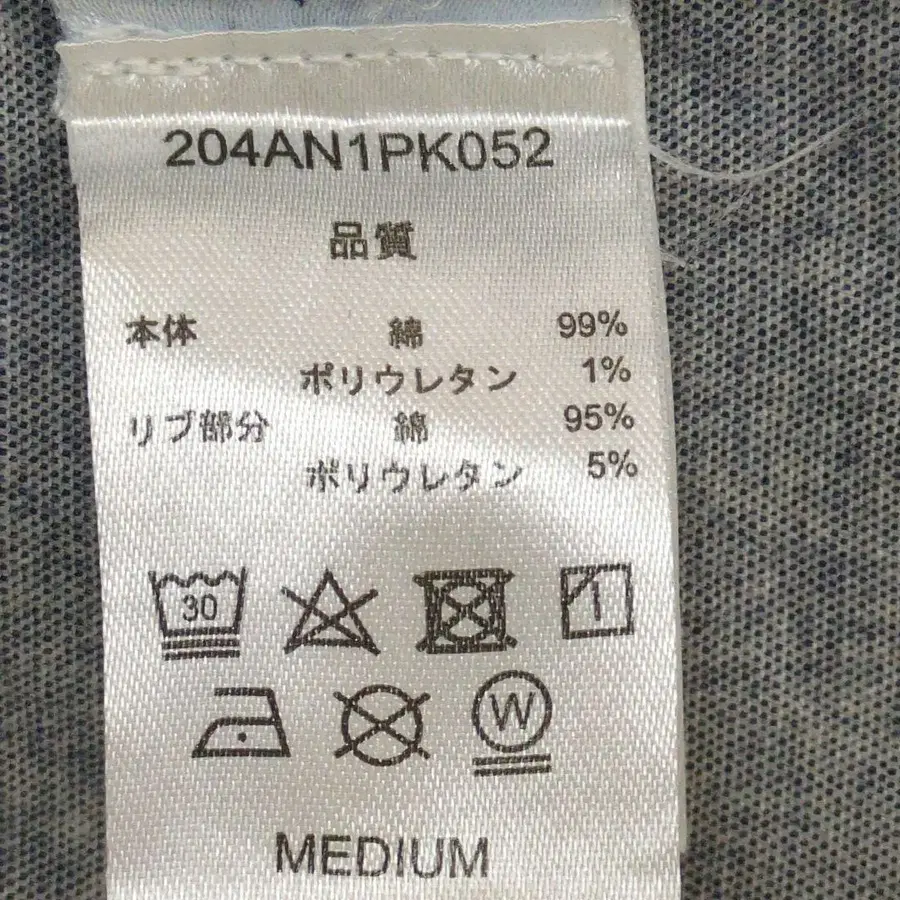 204AN1PK052
品質
本体 綿 99%
ポリウレタン 1%
リブ部分 綿 95%
ポリウレタン 5%
30
W
MEDIUM